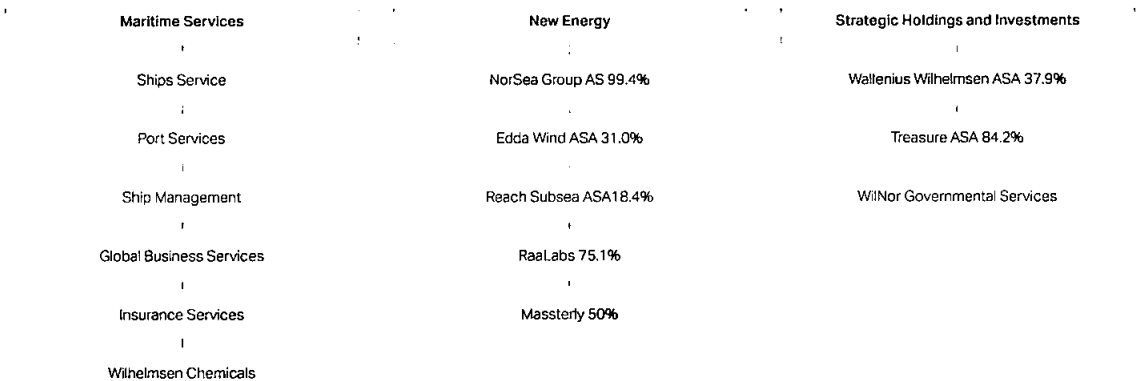 Maritime Services
Ships Service
Port Services
Ship Management
Global Business Services
Insurance Services
Wilhelmsen Chemicals
New Energy
NorSea Group AS 99.4%
Edda Wind ASA 31.0%
Reach Subsea ASA18.4%
RaaLabs 75.1%
Massterly 50%
Strategic Holdings and Investments
Wallenius Wilhelmsen ASA 37.9%
Treasure ASA 84.2%
WilNor Governmental Services